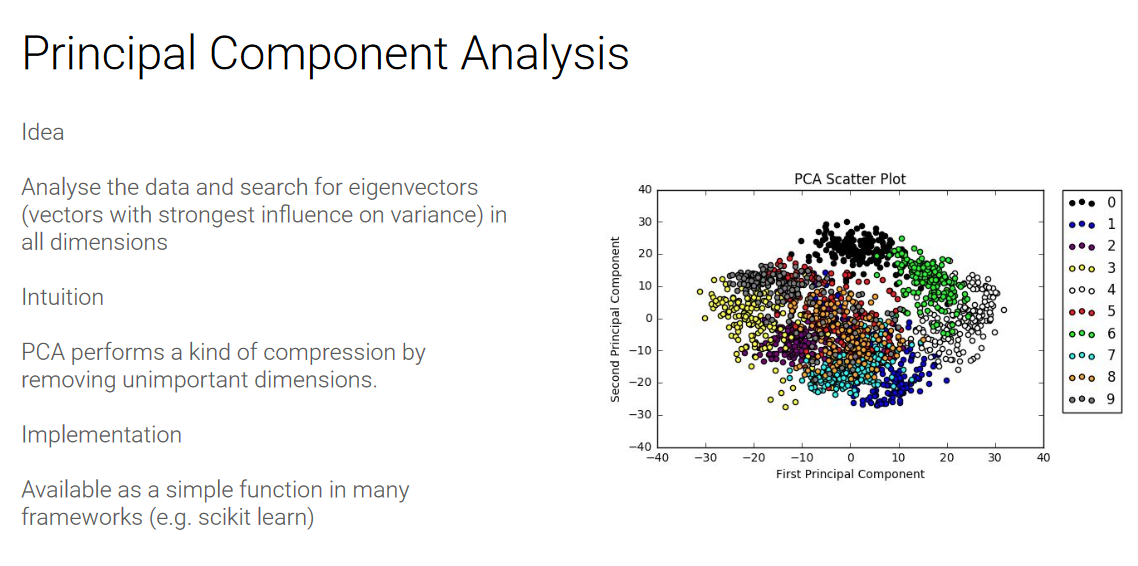 Principal Component Analysis
Idea
Analyse the data and search for eigenvectors
(vectors with strongest influence on variance) in
all dimensions
Intuition
PCA performs a kind of compression by
removing unimportant dimensions.
Implementation
Available as a simple function in many
frameworks (e.g. scikit learn)
PCA Scatter Plot
Second Principal Component
40
30
20
10
0
−10
−20
−30
−40
−40 −30 −20 −10 0 10 20 30 40
First Principal Component
0
1
2
3
4
5
6
7
8
9